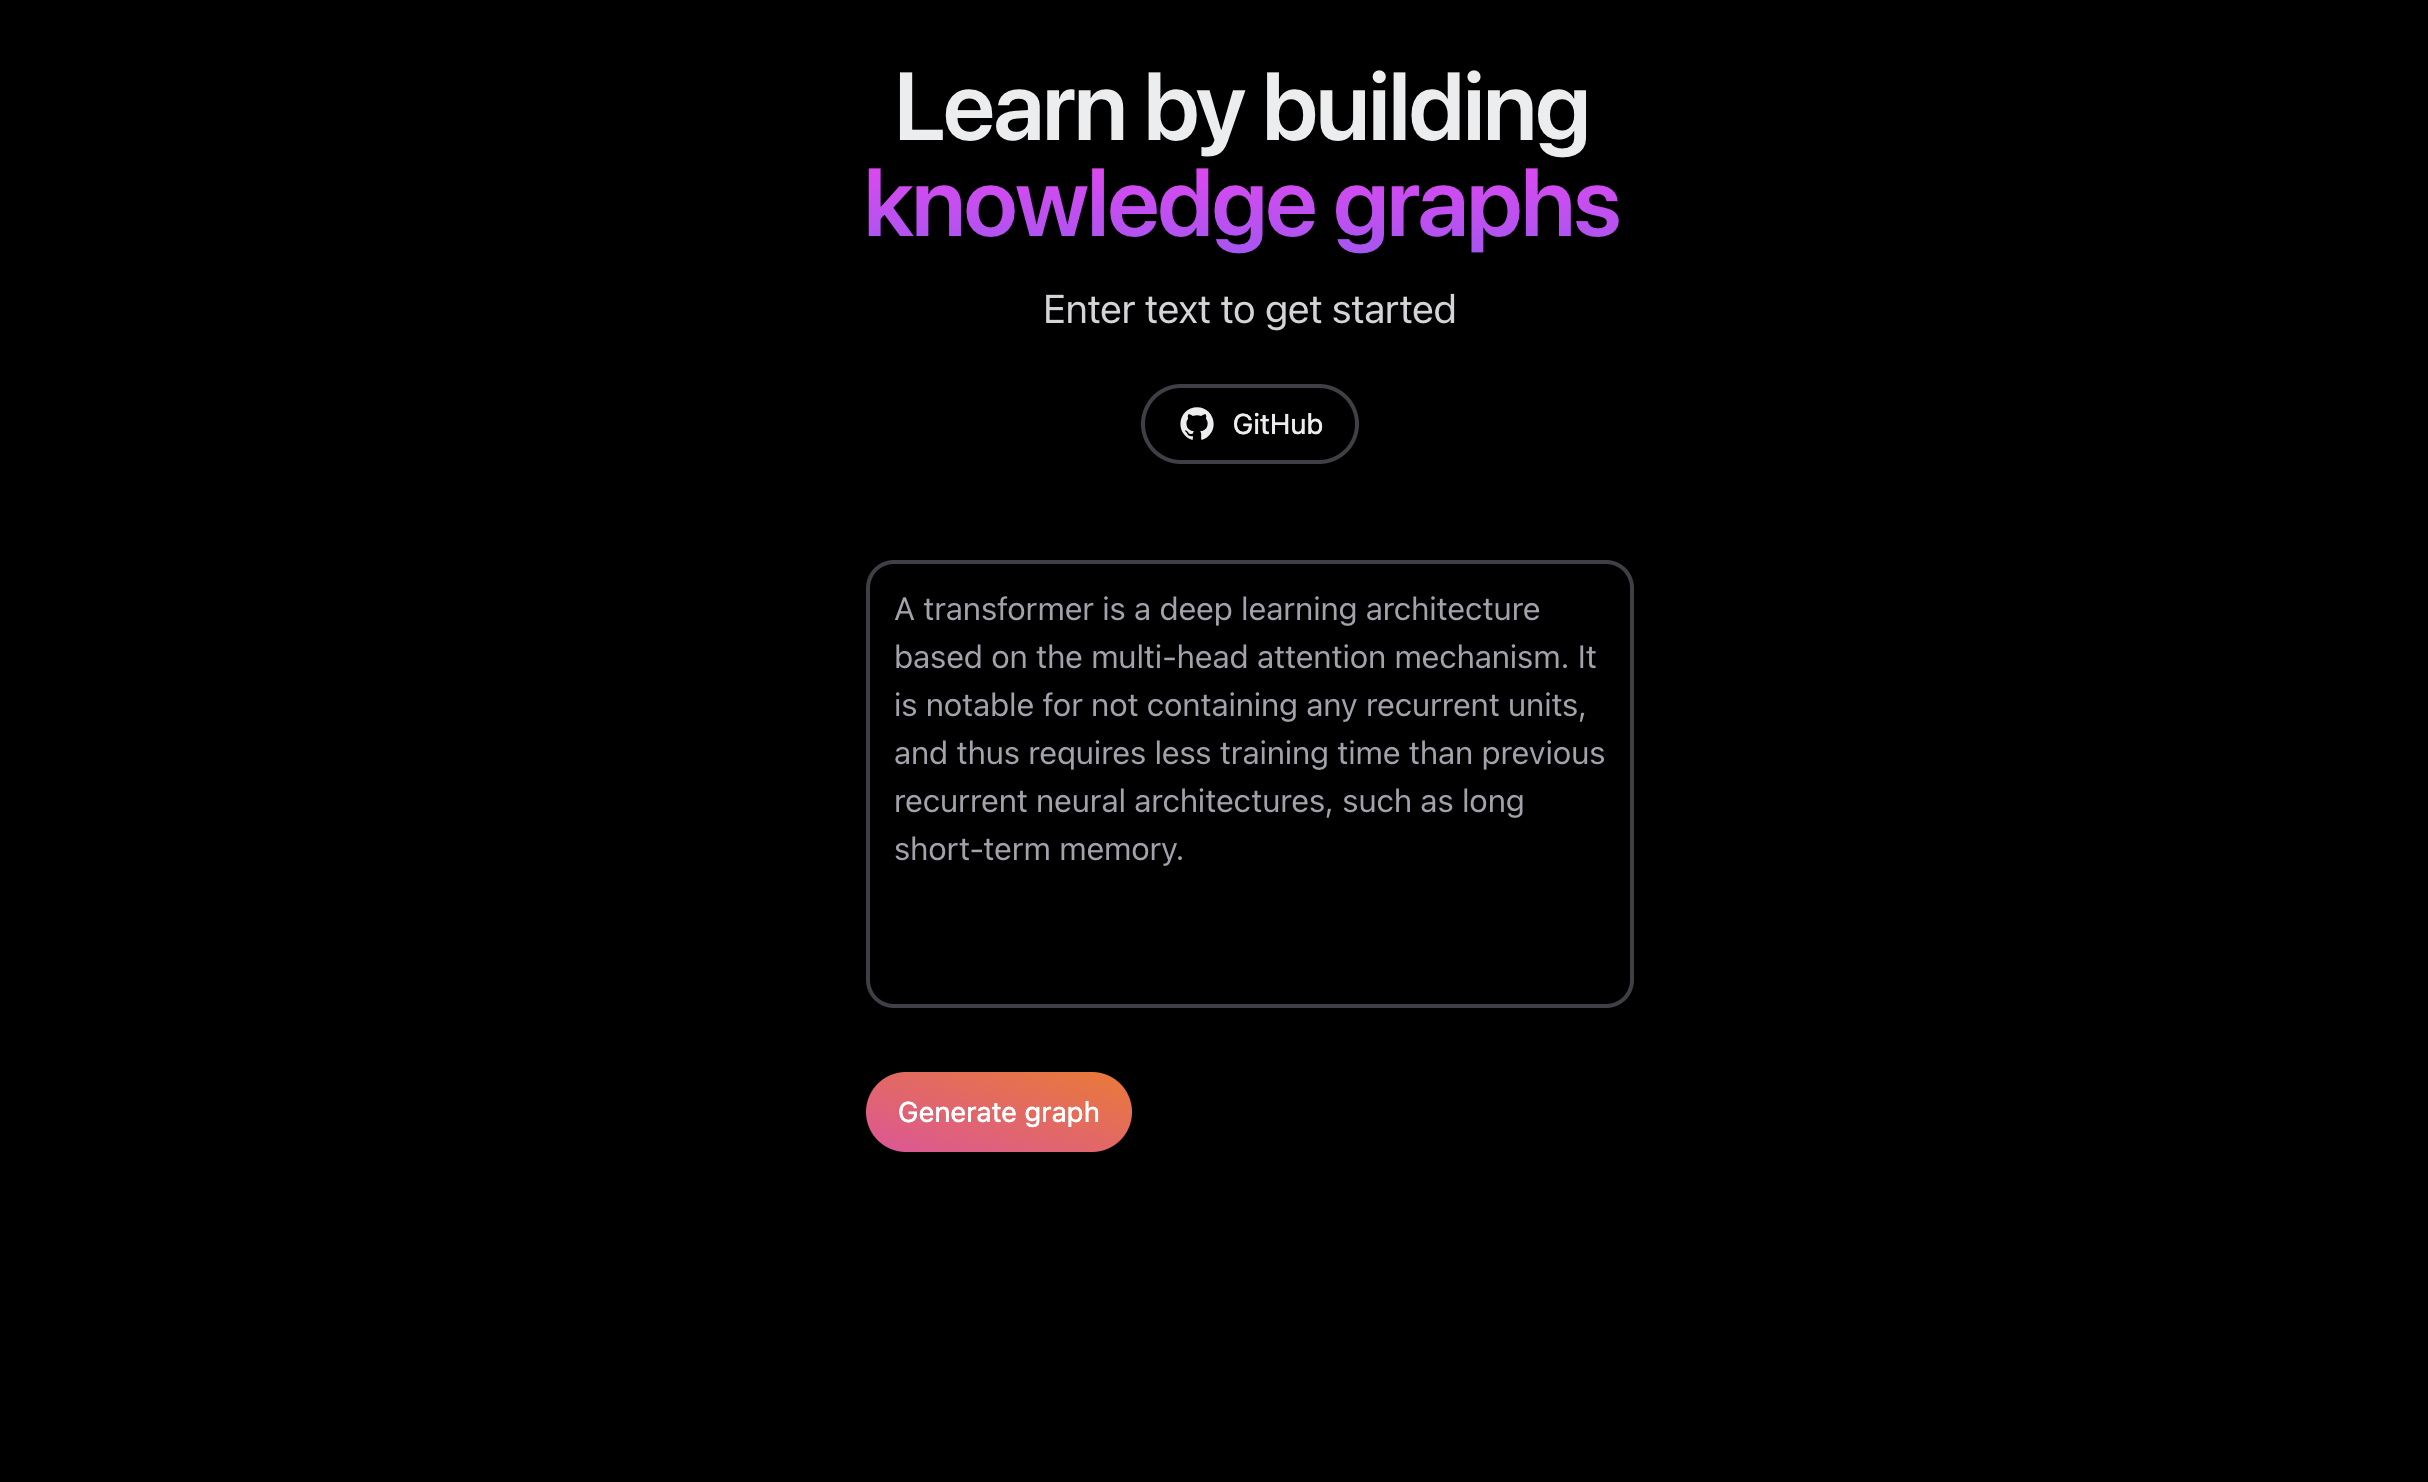 Learn by building
knowledge graphs
Enter text to get started
GitHub
A transformer is a deep learning architecture
based on the multi-head attention mechanism. It
is notable for not containing any recurrent units,
and thus requires less training time than previous
recurrent neural architectures, such as long
short-term memory.
Generate graph